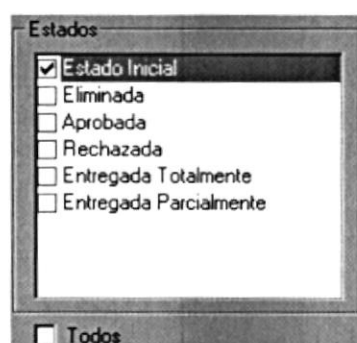 Estados
Estado Inicial
Eliminada
Aprobada
Rechazada
Entregada Totalmente
Entregada Parcialmente
Todos